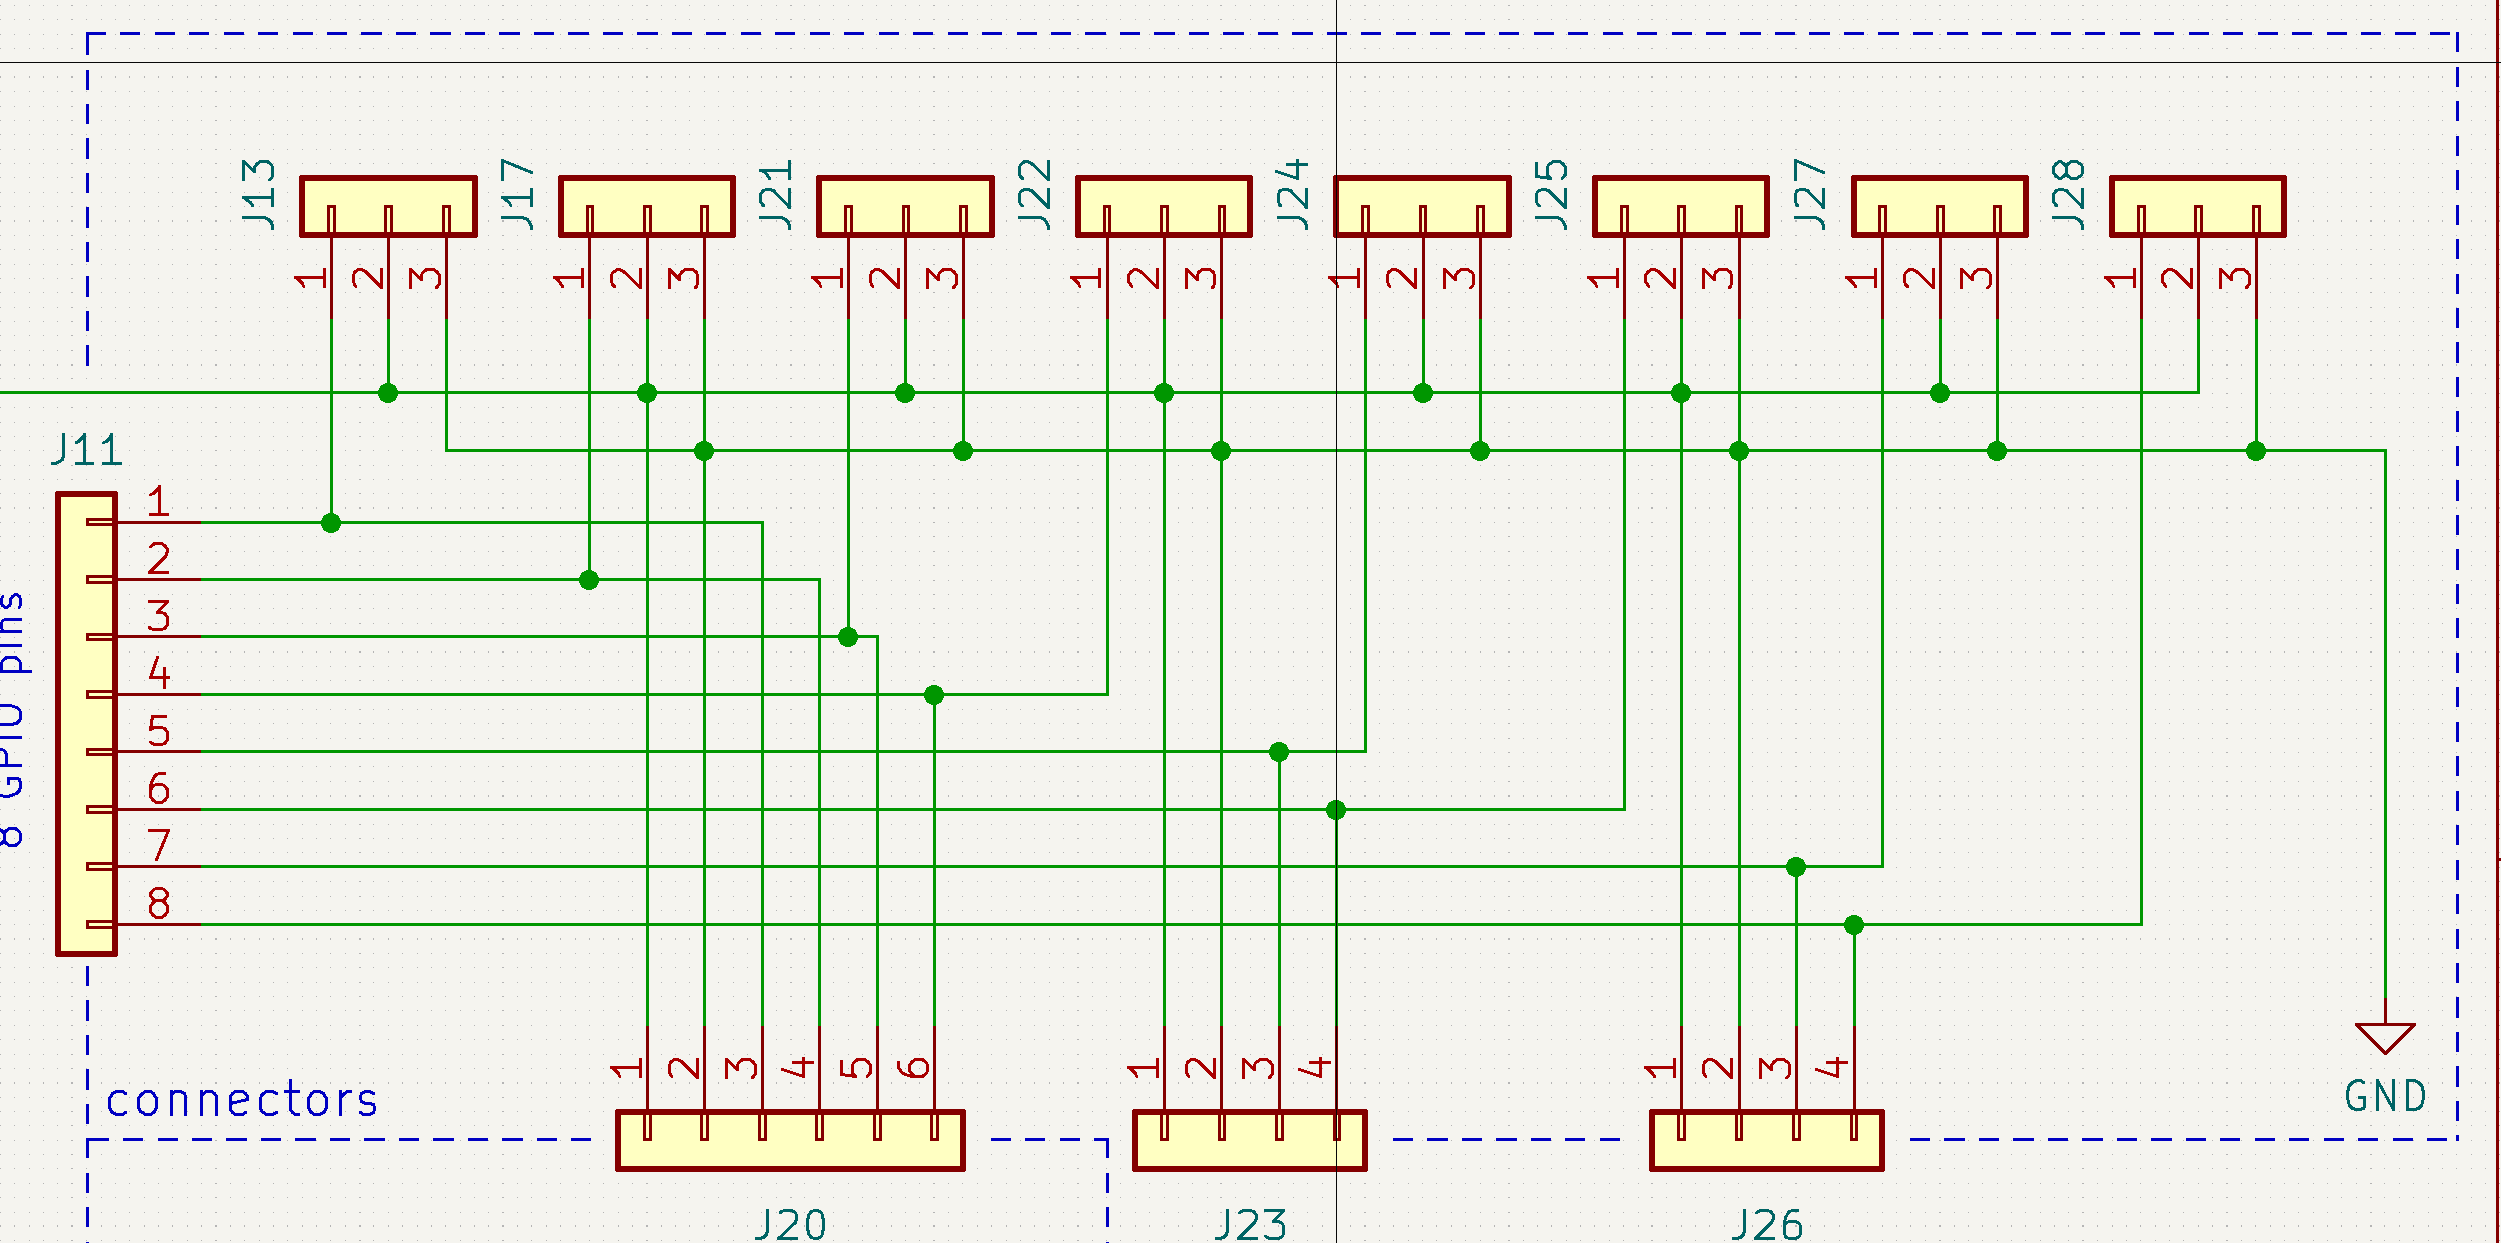 J13 J17 J21 J22 J24 J25 J27 J28
1 2 3 1 2 3 1 2 3 1 2 3 1 2 3 1 2 3 1 2 3 1 2 3
J11
1
2
3
4
5
6
7
8
8 GPIO pins
1 2 3 4 5 6 1 2 3 4 1 2 3 4
connectors
GND
J20 J23 J26